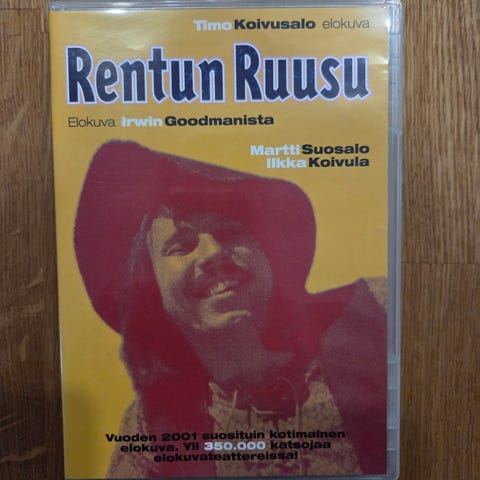 Timo Koivusalo elokuva
Rentun Ruusu
Elokuva Irwin Goodmanista
Martti Suosalo
Ilkka Koivula
Vuoden 2001 suosituin kotimainen
elokuva. Yli 350.000 katsojaa
elokuvateattereissa!